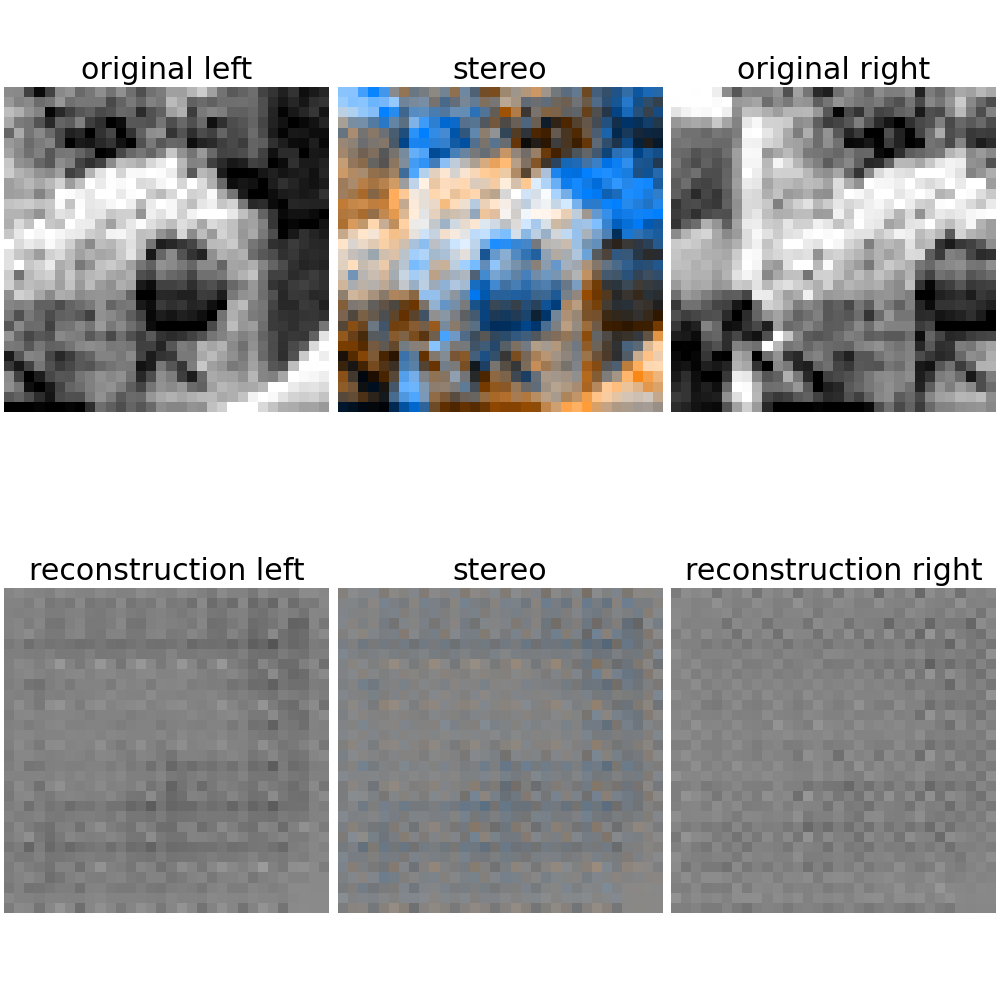 original left
stereo
original right
reconstruction left
stereo
reconstruction right